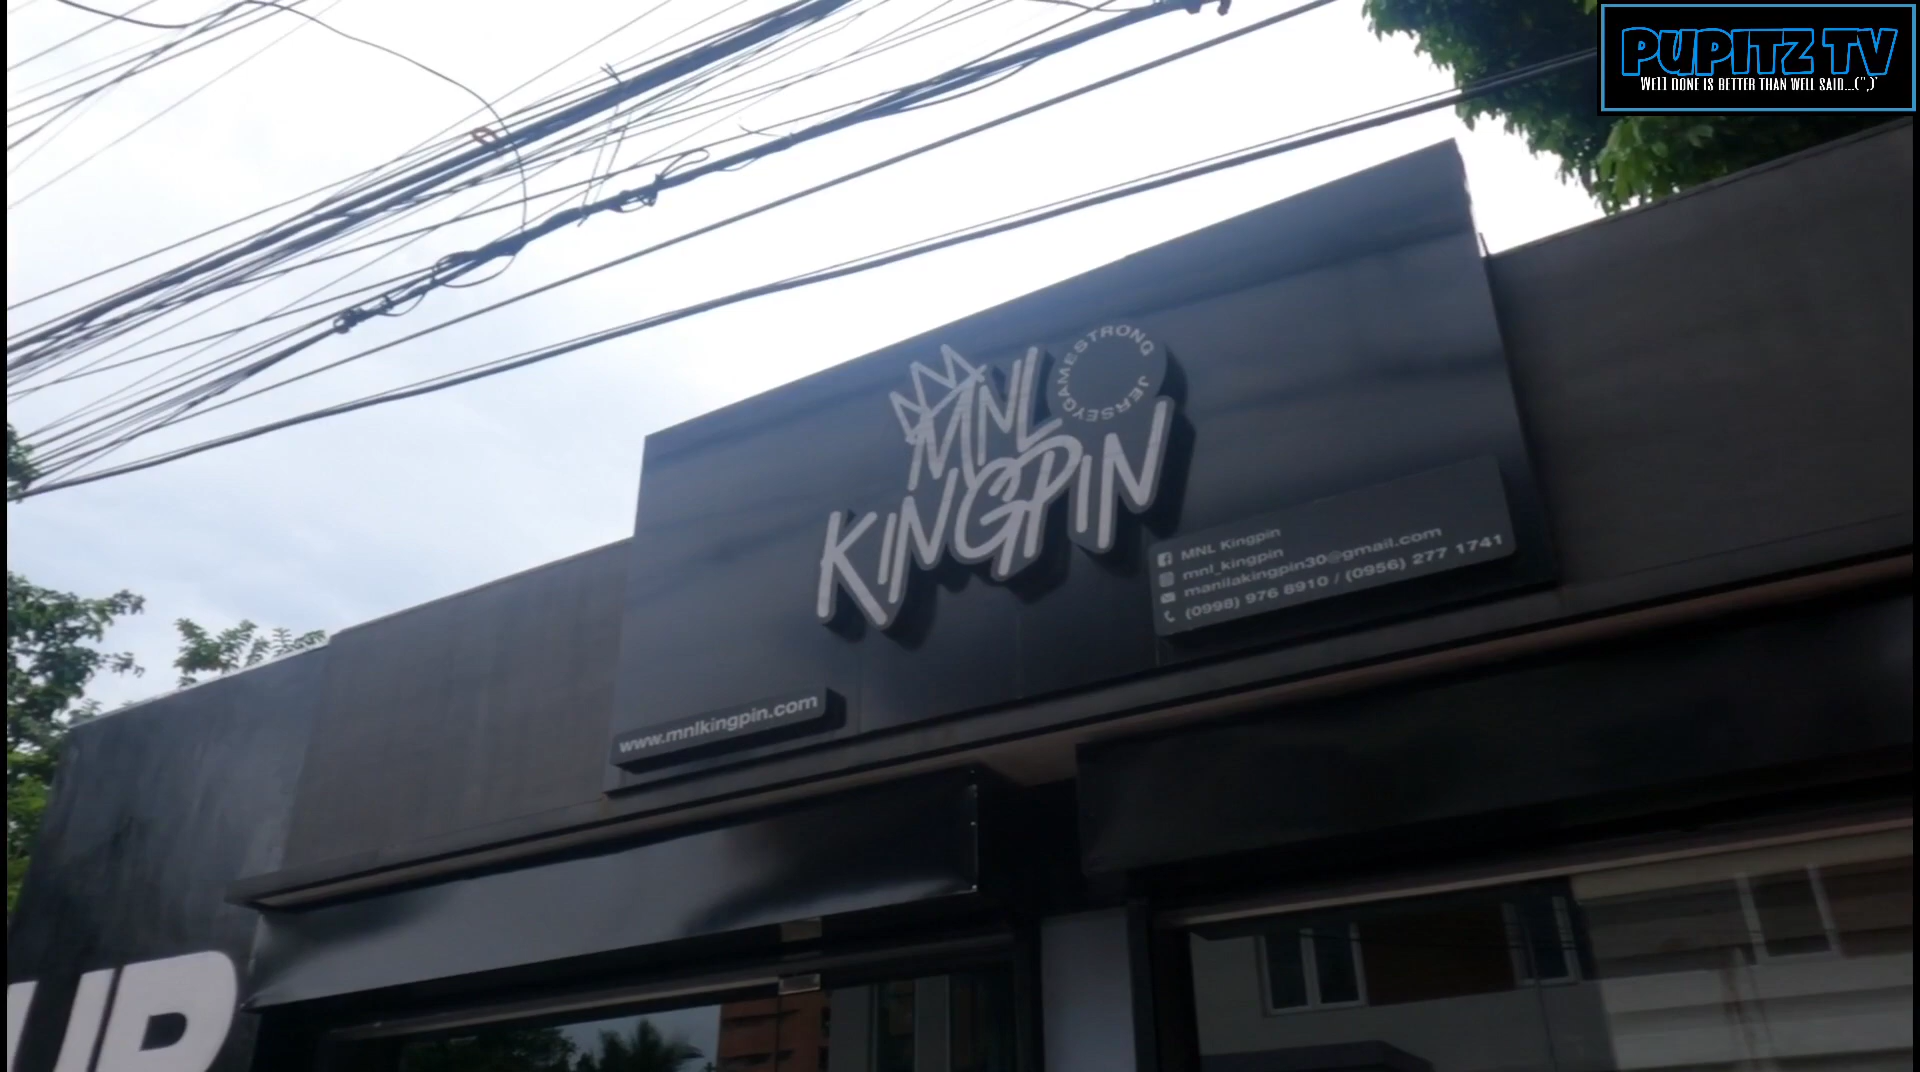 PUPITZ TV
WELL DONE IS BETTER THAN WELL SAID...(",)
JERSEYGAMESTRONG
MNL
KINGPIN
MNL Kingpin
mnl_kingpin
manilakingpin30@gmail.com
(0998) 976 8910 / (0956) 277 1741
www.mnlkingpin.com